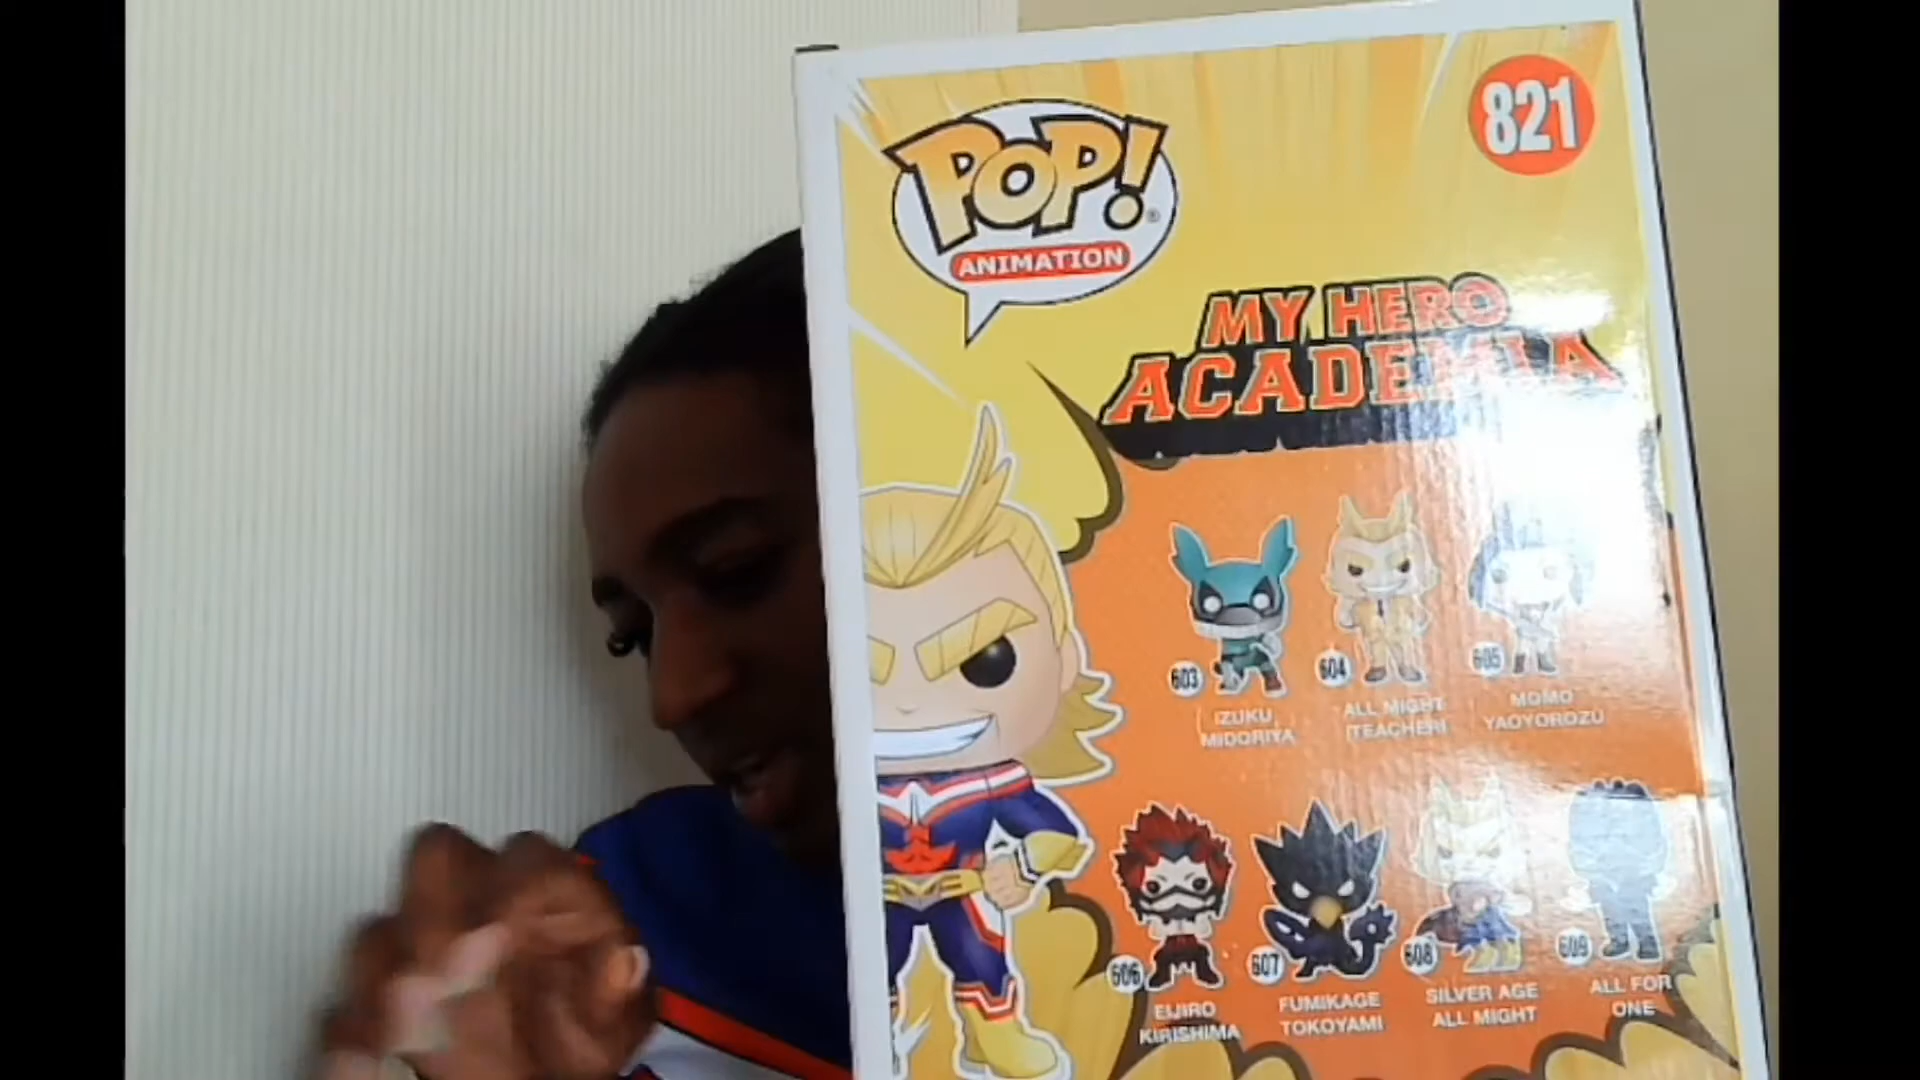 POP!
ANIMATION
821
MY HERO
ACADEMIA
603
IZUKU
MIDORIYA
604
ALL MIGHT
(TEACHER)
605
MOMO
YAOYOROZU
606
EIJIRO
KIRISHIMA
607
FUMIKAGE
TOKOYAMI
608
SILVER AGE
ALL MIGHT
609
ALL FOR
ONE